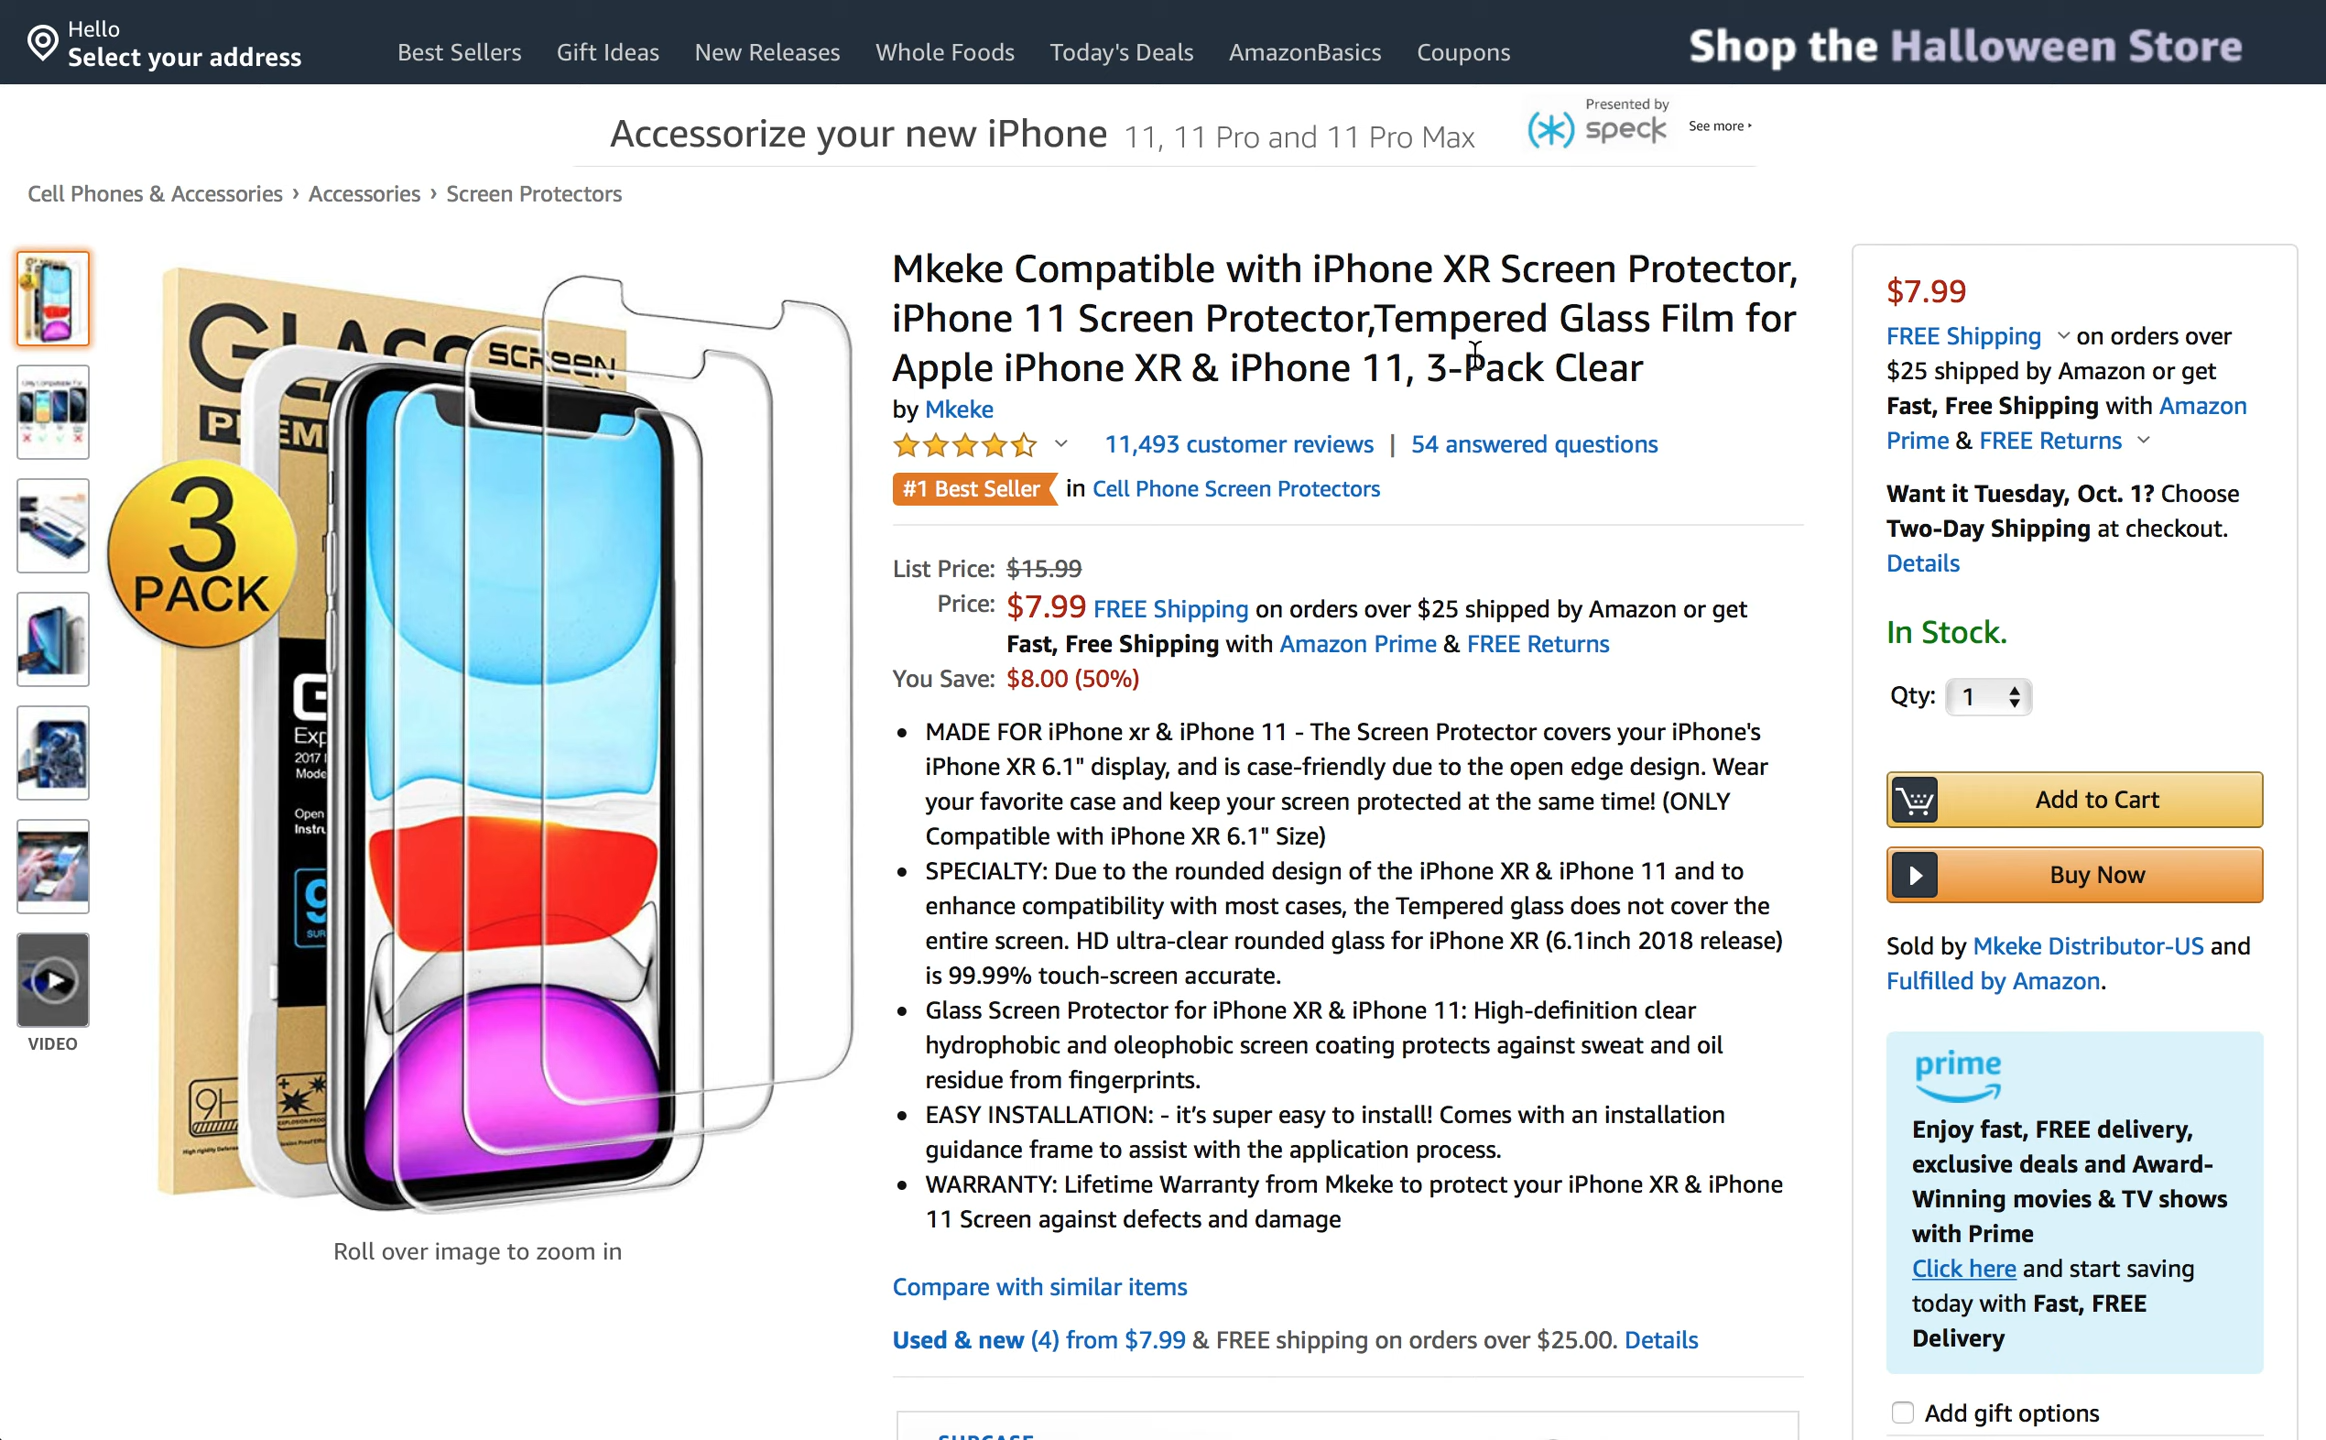 Hello
Select your address
Best Sellers
Gift Ideas
New Releases
Whole Foods
Today's Deals
AmazonBasics
Coupons
Shop the Halloween Store
Accessorize your new iPhone 11, 11 Pro and 11 Pro Max
Presented by
speck
See more
Cell Phones & Accessories › Accessories › Screen Protectors
GLASS
SCREEN
3
PACK
2017
Open
9H
VIDEO
Roll over image to zoom in
Mkeke Compatible with iPhone XR Screen Protector,
iPhone 11 Screen Protector,Tempered Glass Film for
Apple iPhone XR & iPhone 11, 3-Pack Clear
by Mkeke
11,493 customer reviews | 54 answered questions
#1 Best Seller in Cell Phone Screen Protectors
List Price: $15.99
Price: $7.99 FREE Shipping on orders over $25 shipped by Amazon or get
Fast, Free Shipping with Amazon Prime & FREE Returns
You Save: $8.00 (50%)
• MADE FOR iPhone xr & iPhone 11 - The Screen Protector covers your iPhone's
iPhone XR 6.1" display, and is case-friendly due to the open edge design. Wear
your favorite case and keep your screen protected at the same time! (ONLY
Compatible with iPhone XR 6.1" Size)
• SPECIALTY: Due to the rounded design of the iPhone XR & iPhone 11 and to
enhance compatibility with most cases, the Tempered glass does not cover the
entire screen. HD ultra-clear rounded glass for iPhone XR (6.1inch 2018 release)
is 99.99% touch-screen accurate.
• Glass Screen Protector for iPhone XR & iPhone 11: High-definition clear
hydrophobic and oleophobic screen coating protects against sweat and oil
residue from fingerprints.
• EASY INSTALLATION: - it’s super easy to install! Comes with an installation
guidance frame to assist with the application process.
• WARRANTY: Lifetime Warranty from Mkeke to protect your iPhone XR & iPhone
11 Screen against defects and damage
Compare with similar items
Used & new (4) from $7.99 & FREE shipping on orders over $25.00. Details
$7.99
FREE Shipping on orders over
$25 shipped by Amazon or get
Fast, Free Shipping with Amazon
Prime & FREE Returns
Want it Tuesday, Oct. 1? Choose
Two-Day Shipping at checkout.
Details
In Stock.
Qty: 1
Add to Cart
Buy Now
Sold by Mkeke Distributor-US and
Fulfilled by Amazon.
prime
Enjoy fast, FREE delivery,
exclusive deals and Award-
Winning movies & TV shows
with Prime
Click here and start saving
today with Fast, FREE
Delivery
Add gift options